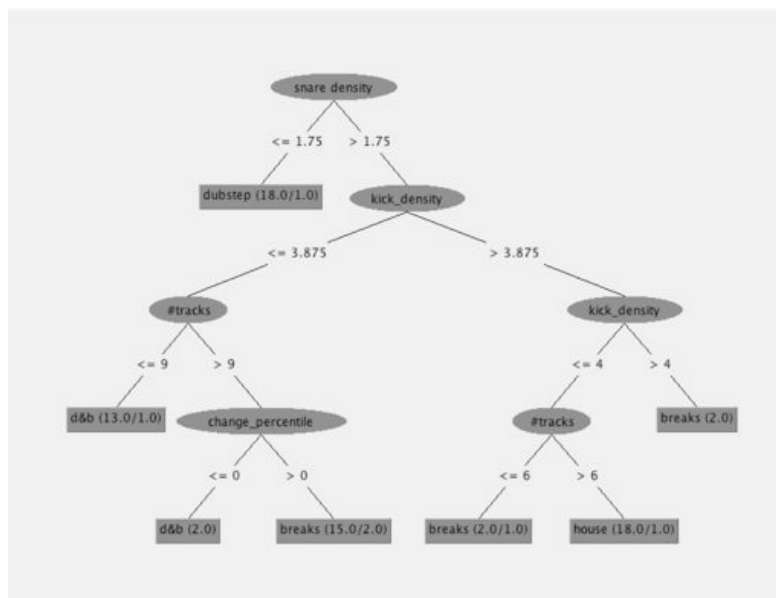 snare density
<= 1.75 > 1.75
dubstep (18.0/1.0) kick_density
<= 3.875 > 3.875
#tracks kick_density
<= 9 > 9 <= 4 > 4
d&b (13.0/1.0) change_percentile #tracks breaks (2.0)
<= 0 > 0 <= 6 > 6
d&b (2.0) breaks (15.0/2.0) breaks (2.0/1.0) house (18.0/1.0)